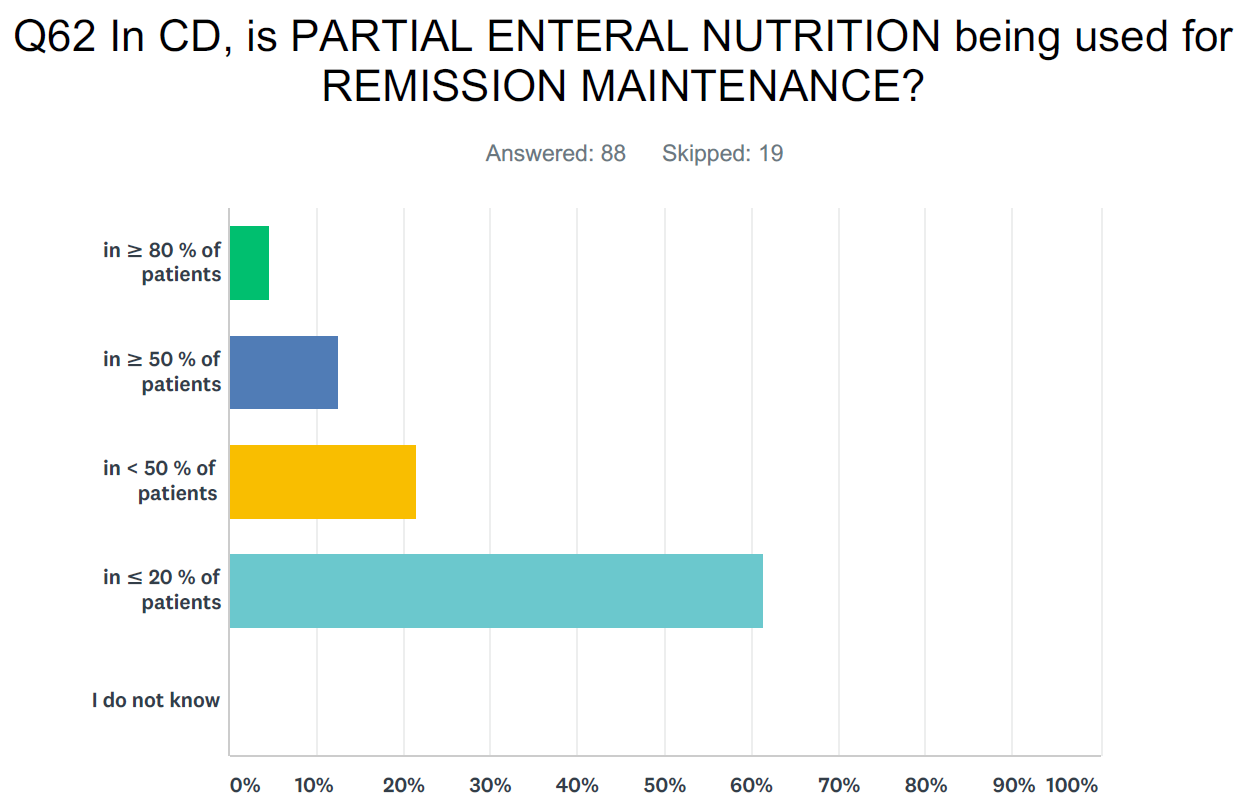 Q62 In CD, is PARTIAL ENTERAL NUTRITION being used for
REMISSION MAINTENANCE?
Answered: 88 Skipped: 19
in ≥ 80 % of
patients
in ≥ 50 % of
patients
in < 50 % of
patients
in ≤ 20 % of
patients
I do not know
0% 10% 20% 30% 40% 50% 60% 70% 80% 90% 100%